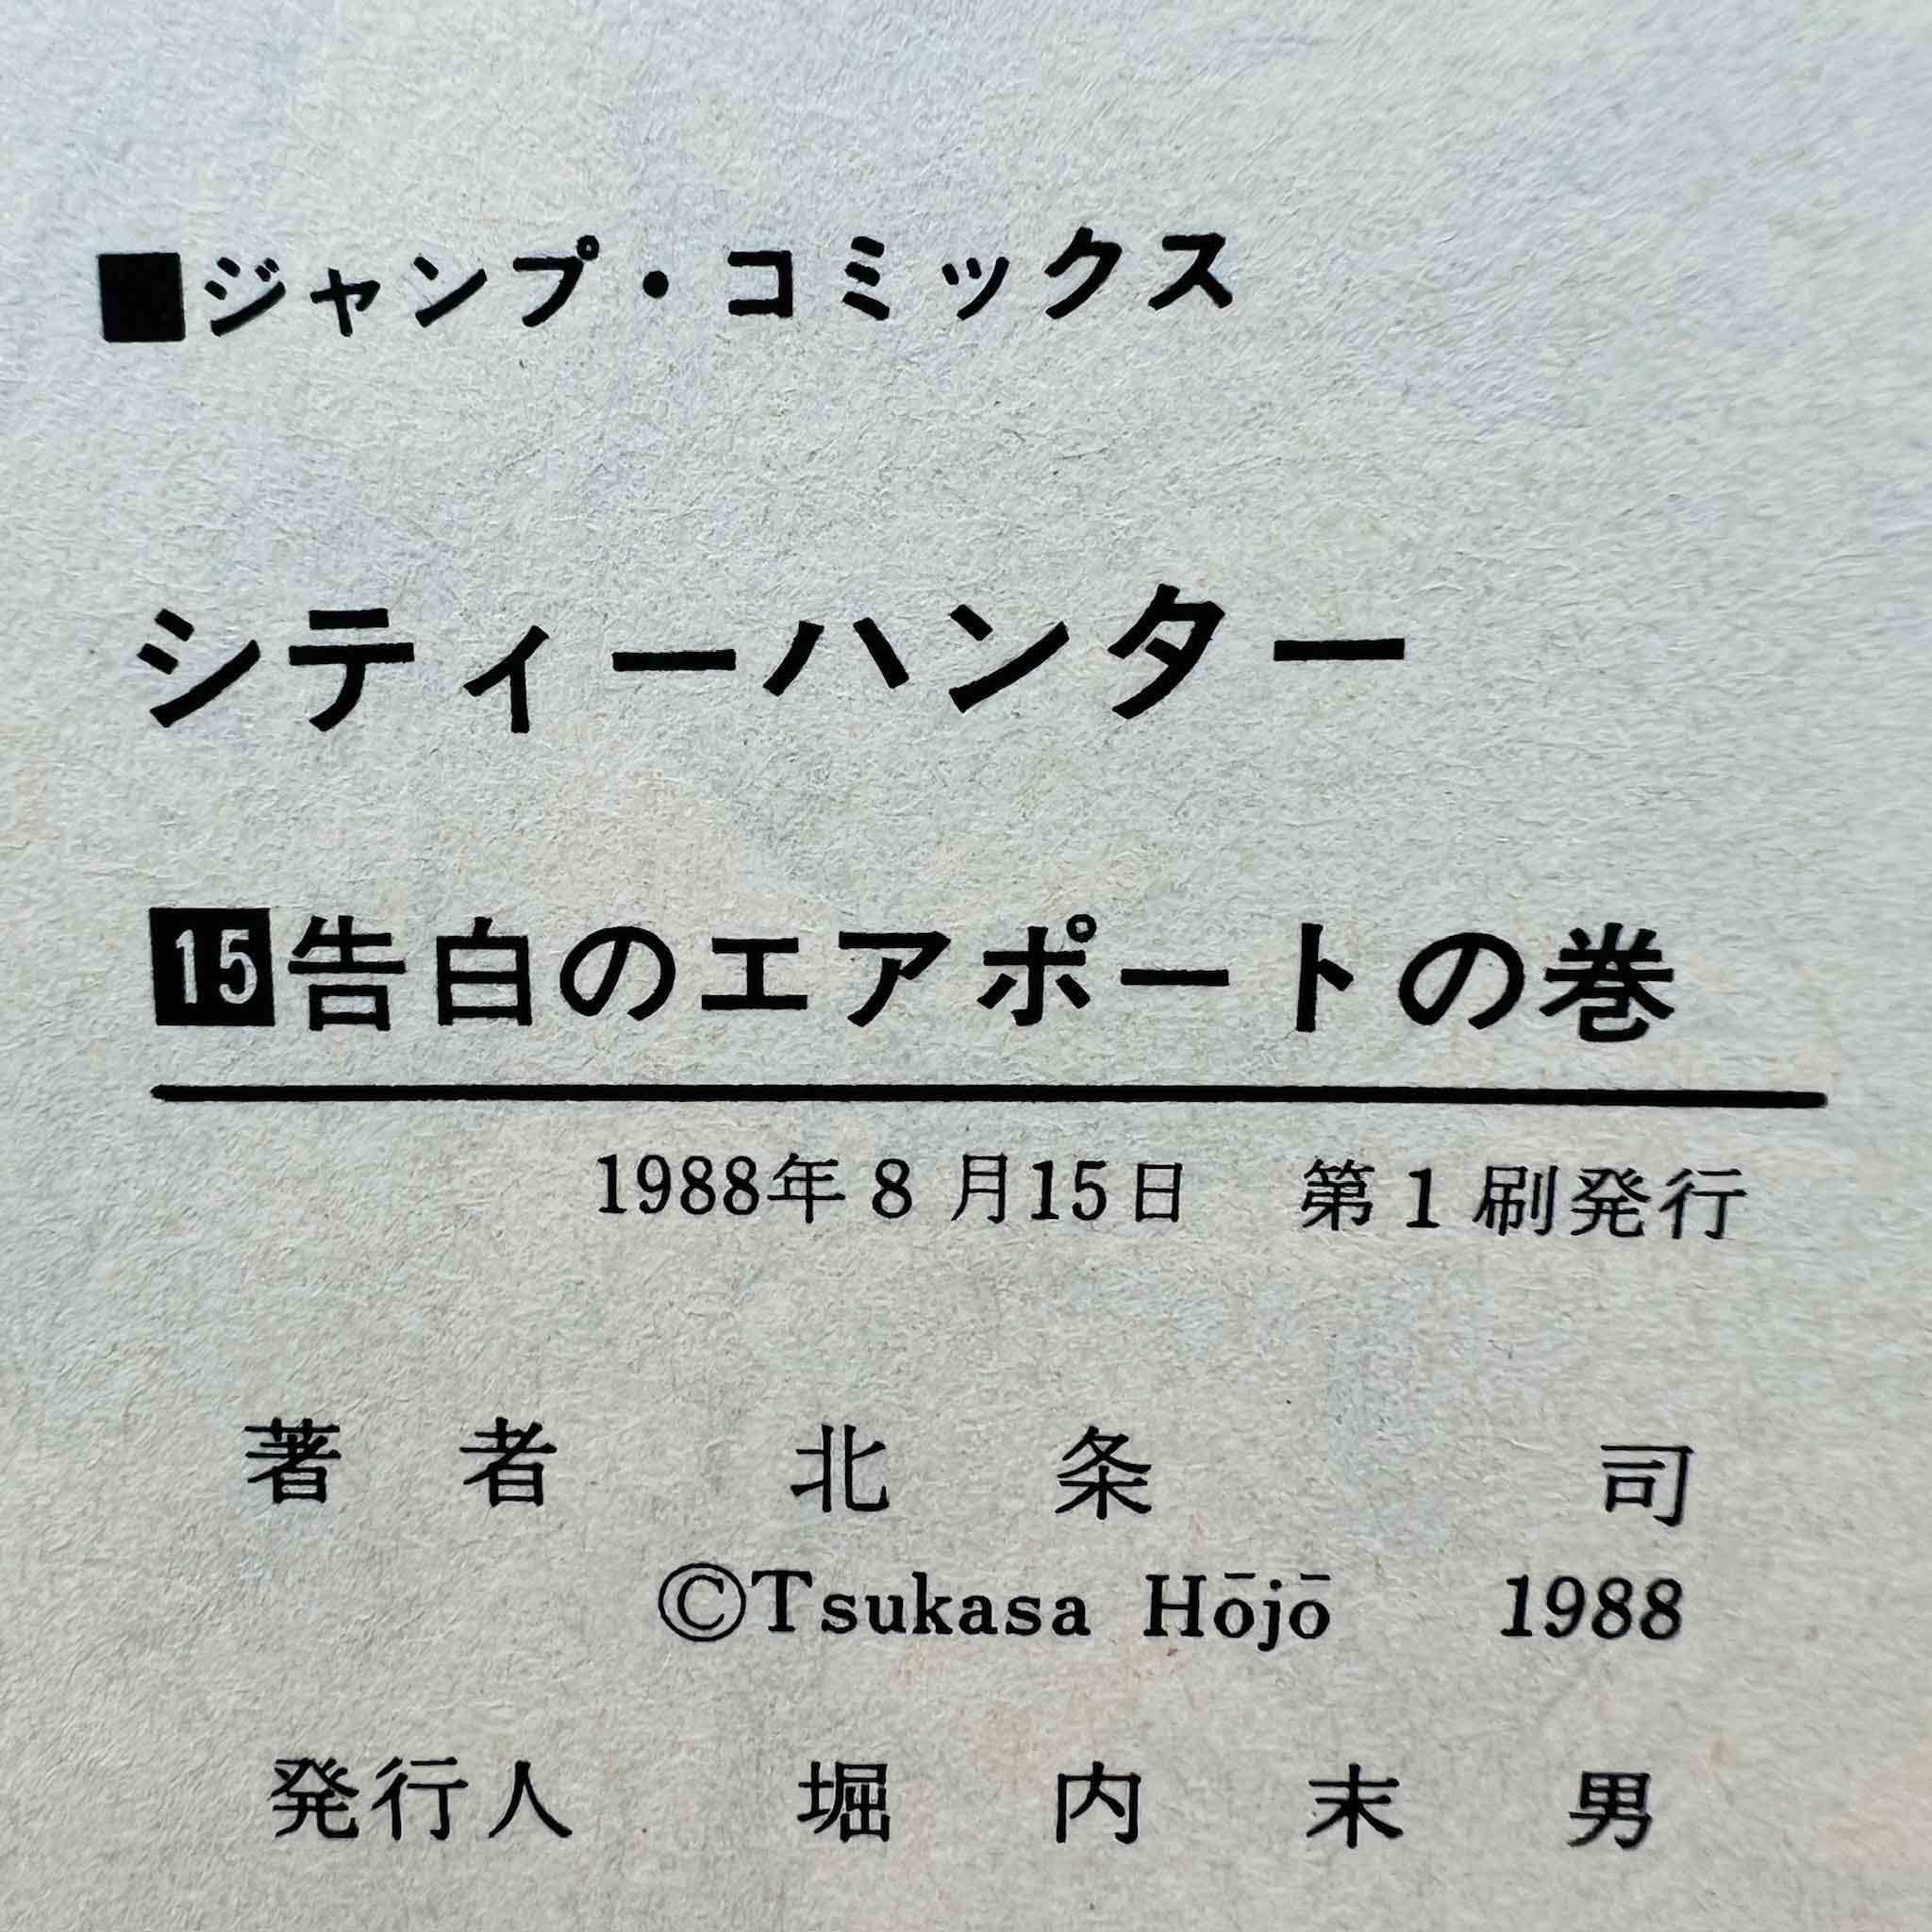 ■ジャンプ・コミックス
シティーハンター
15告白のエアポートの巻
1988年8月15日　第1刷発行
著者　北条　司
©Tsukasa Hōjō 1988
発行人　堀内末男